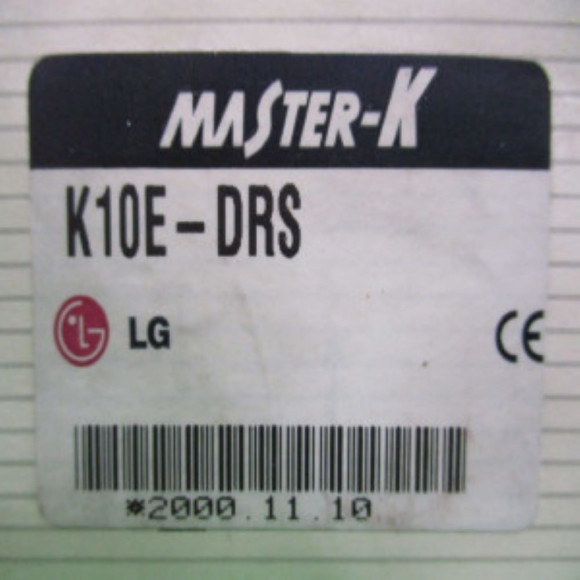 MASTER-K
K10E-DRS
LG
CE
*2000.11.10